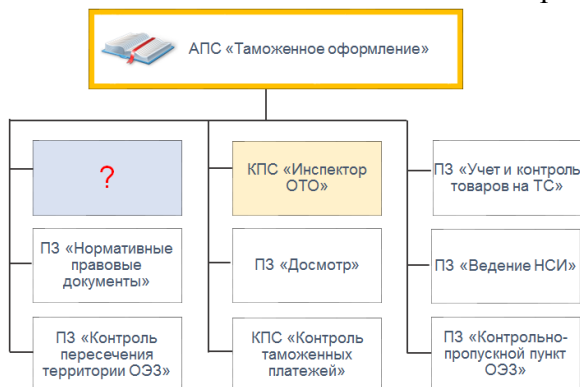 АПС «Таможенное оформление»
?
КПС «Инспектор
ОТО»
ПЗ «Учет и контроль
товаров на ТС»
ПЗ «Нормативные
правовые
документы»
ПЗ «Досмотр»
ПЗ «Ведение НСИ»
ПЗ «Контроль
пересечения
территории ОЭЗ»
КПС «Контроль
таможенных
платежей»
ПЗ «Контрольно-
пропускной пункт
ОЭЗ»